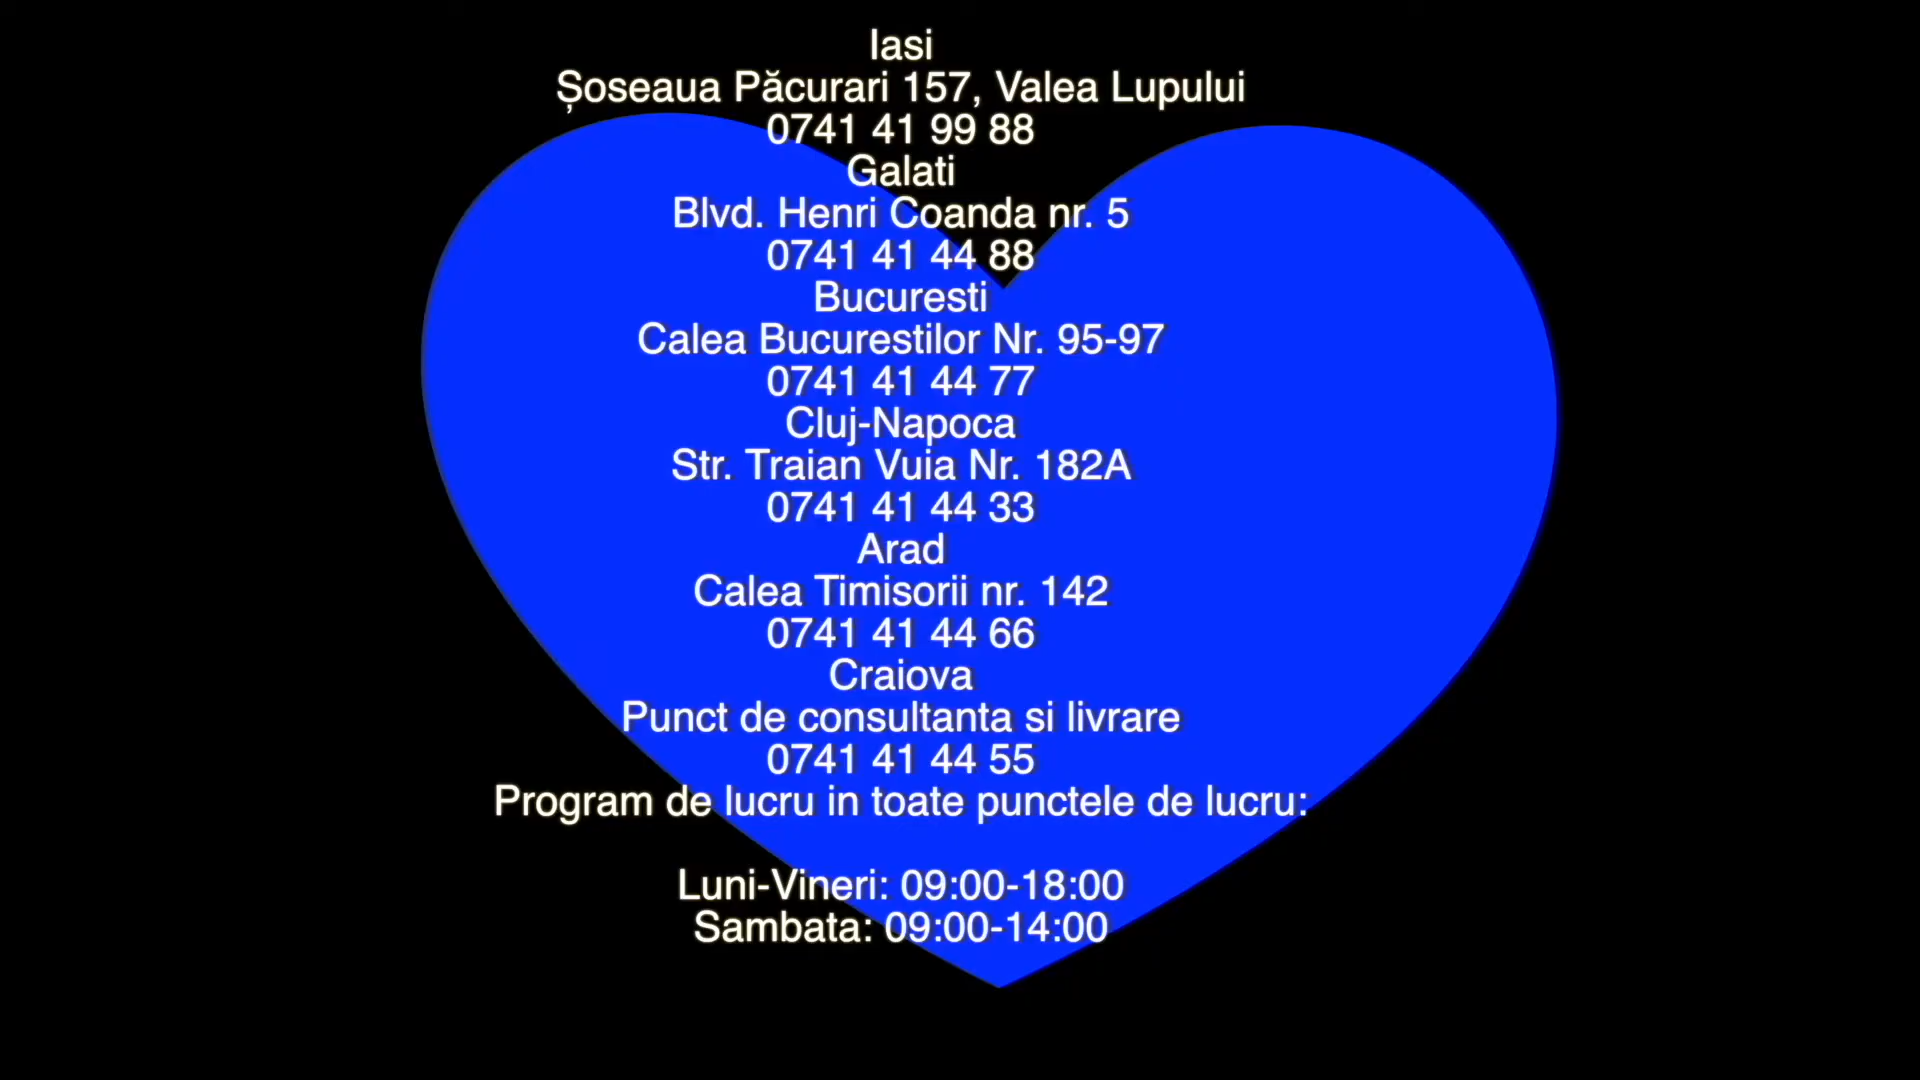 Iasi
Șoseaua Păcurari 157, Valea Lupului
0741 41 99 88
Galati
Blvd. Henri Coanda nr. 5
0741 41 44 88
Bucuresti
Calea Bucurestilor Nr. 95-97
0741 41 44 77
Cluj-Napoca
Str. Traian Vuia Nr. 182A
0741 41 44 33
Arad
Calea Timisorii nr. 142
0741 41 44 66
Craiova
Punct de consultanta si livrare
0741 41 44 55
Program de lucru in toate punctele de lucru:
Luni-Vineri: 09:00-18:00
Sambata: 09:00-14:00